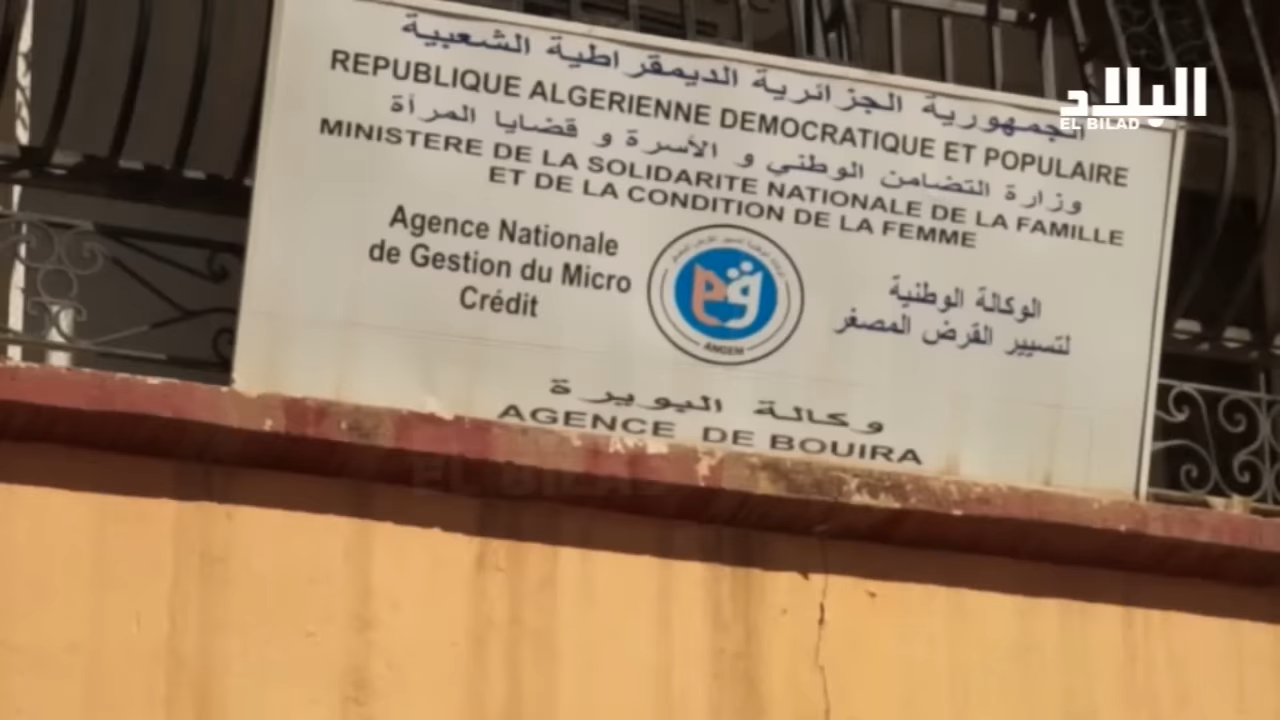 الجمهورية الجزائرية الديمقراطية الشعبية
REPUBLIQUE ALGERIENNE DEMOCRATIQUE ET POPULAIRE
وزارة التضامن الوطني و الأسرة و قضايا المرأة
MINISTERE DE LA SOLIDARITE NATIONALE DE LA FAMILLE
ET DE LA CONDITION DE LA FEMME
Agence Nationale
de Gestion du Micro
Crédit
ANGEM
الوكالة الوطنية
لتسيير القرض المصغر
وكالة البويرة
AGENCE DE BOUIRA
البلاد
EL BILAD
EL BILAD